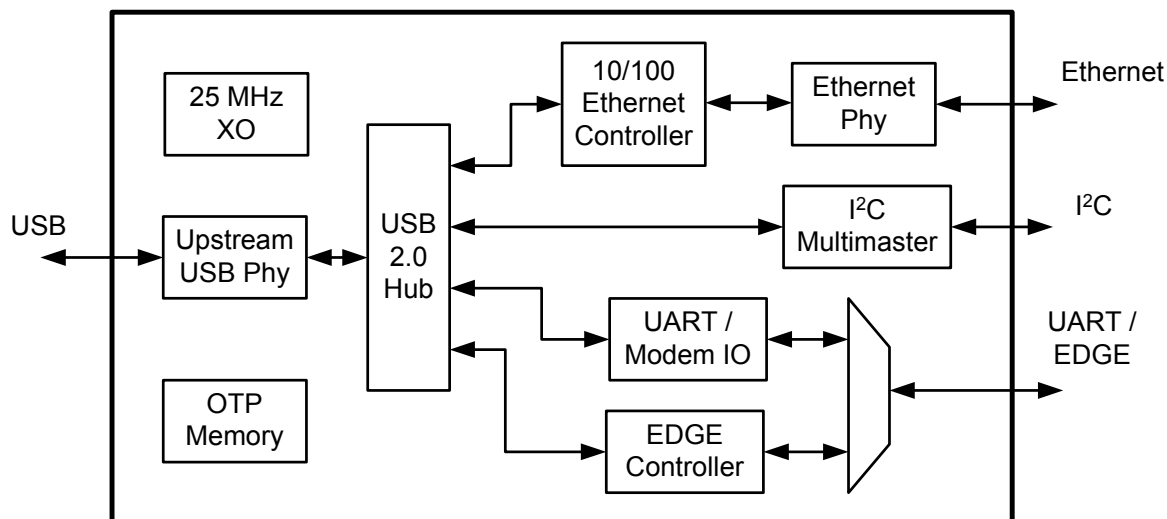 25 MHz
XO
USB
Upstream
USB Phy
OTP
Memory
USB
2.0
Hub
10/100
Ethernet
Controller
Ethernet
Phy
Ethernet
I²C
Multimaster
I²C
UART /
Modem IO
UART /
EDGE
EDGE
Controller